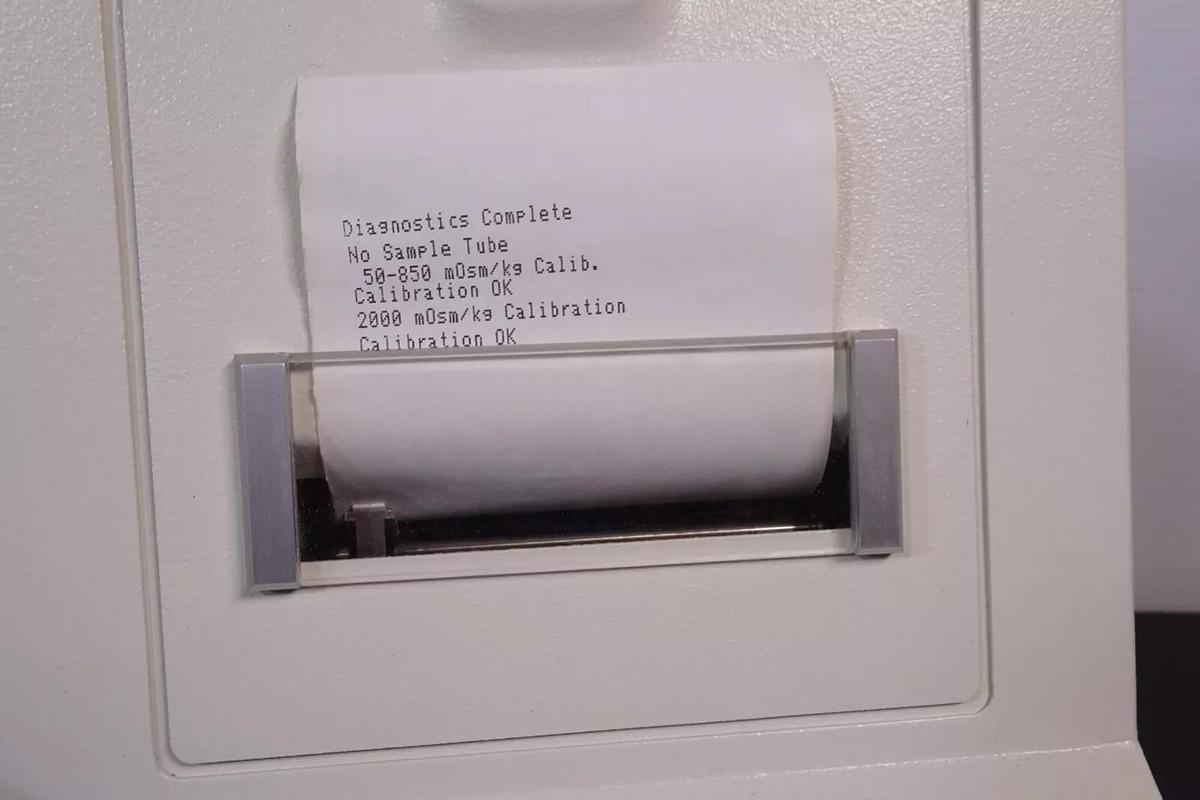 Diagnostics Complete
No Sample Tube
50-850 mOsm/kg Calib.
Calibration OK
2000 mOsm/kg Calibration
Calibration OK